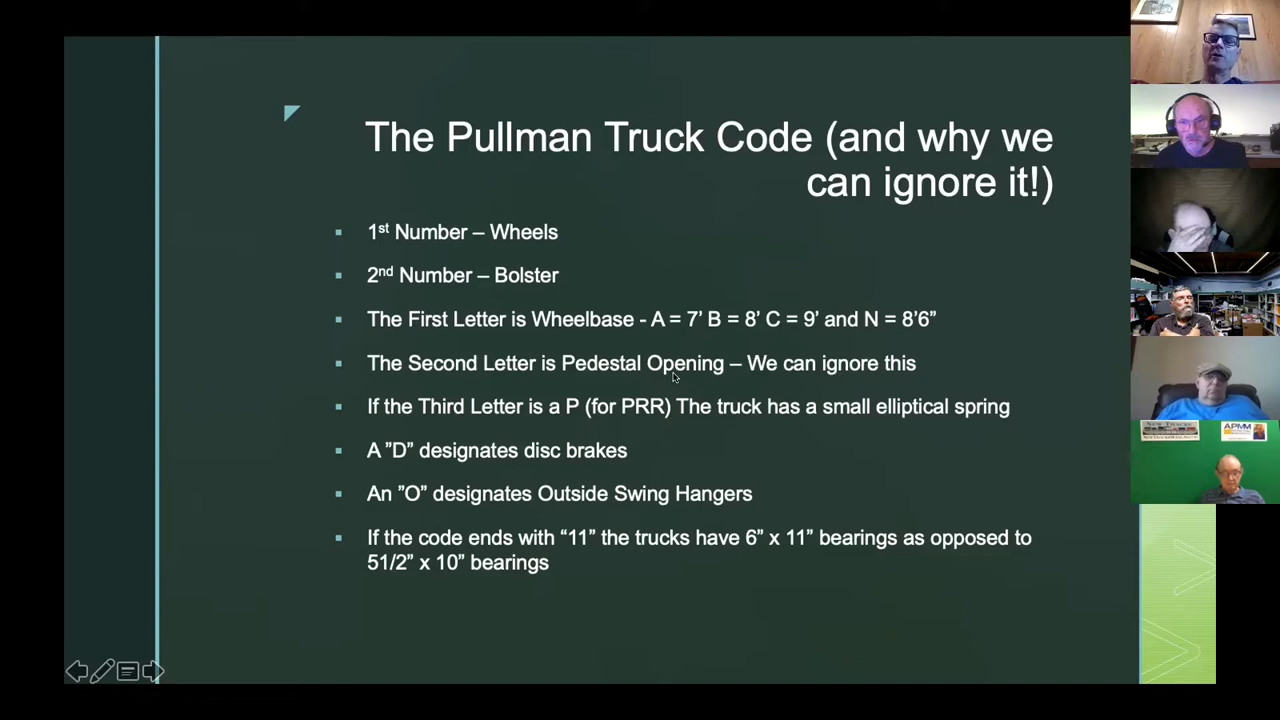 The Pullman Truck Code (and why we
can ignore it!)
1st Number – Wheels
2nd Number – Bolster
The First Letter is Wheelbase - A = 7’ B = 8’ C = 9’ and N = 8’6”
The Second Letter is Pedestal Opening – We can ignore this
If the Third Letter is a P (for PRR) The truck has a small elliptical spring
A ”D” designates disc brakes
An ”O” designates Outside Swing Hangers
If the code ends with “11” the trucks have 6” x 11” bearings as opposed to
51/2” x 10” bearings
APMM